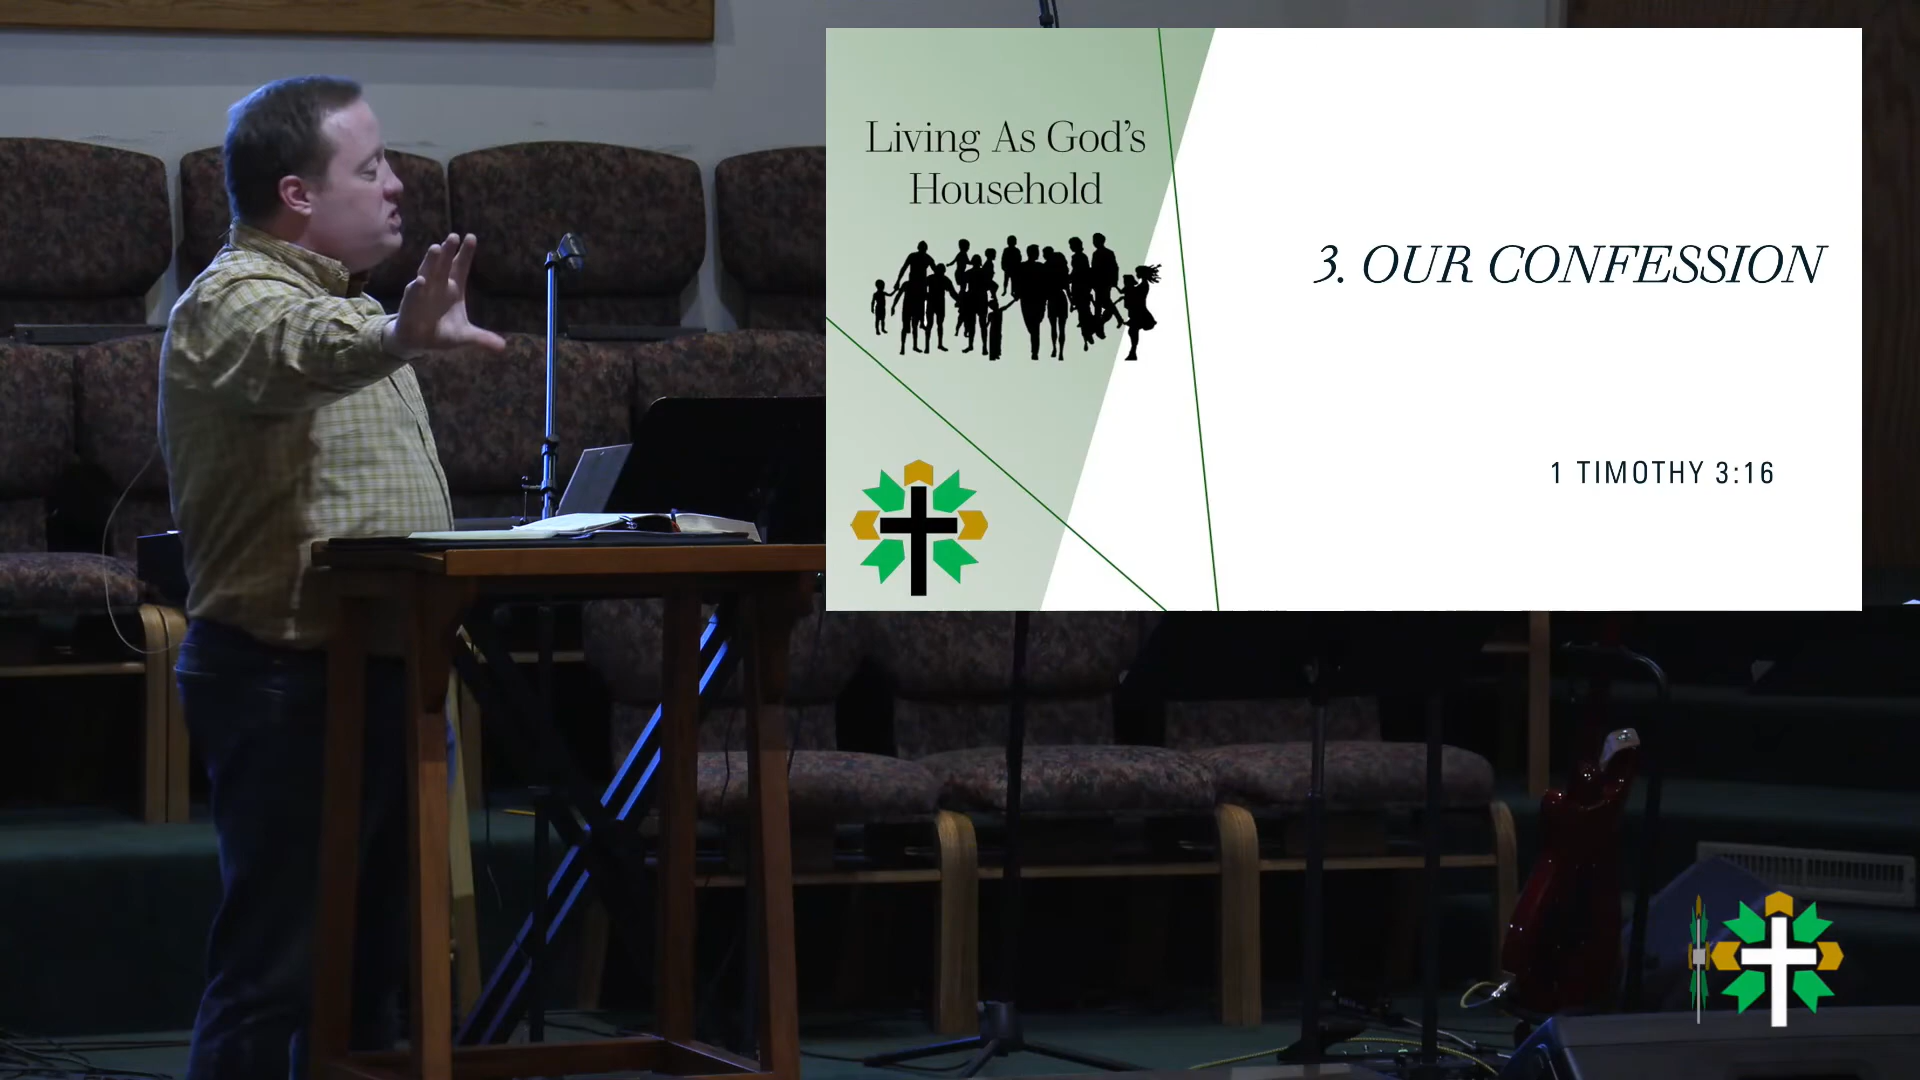 Living As God's
Household
3. OUR CONFESSION
1 TIMOTHY 3:16